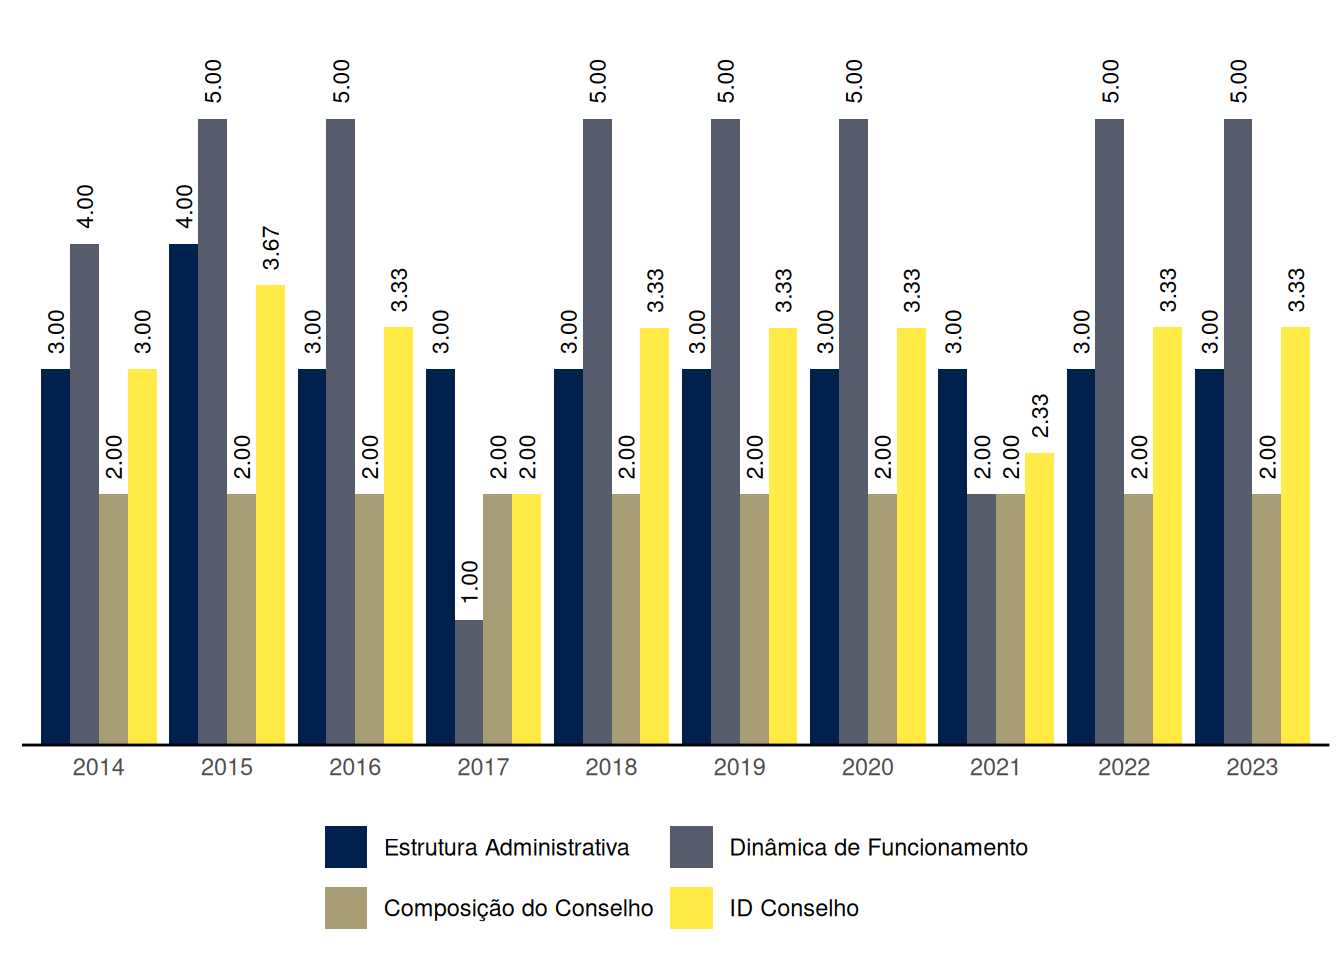 3.00 4.00 2.00 3.00
4.00 5.00 2.00 3.67
3.00 5.00 2.00 3.33
3.00 1.00 2.00 2.00
3.00 5.00 2.00 3.33
3.00 5.00 2.00 3.33
3.00 5.00 2.00 3.33
3.00 2.00 2.00 2.33
3.00 5.00 2.00 3.33
3.00 5.00 2.00 3.33
2014 2015 2016 2017 2018 2019 2020 2021 2022 2023
Estrutura Administrativa Dinâmica de Funcionamento
Composição do Conselho ID Conselho